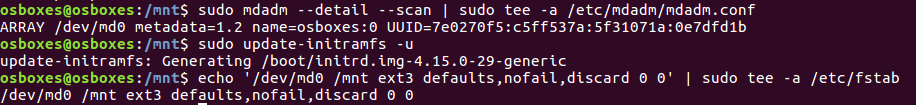 osboxes@osboxes:/mnt$ sudo mdadm --detail --scan | sudo tee -a /etc/mdadm/mdadm.conf
ARRAY /dev/md0 metadata=1.2 name=osboxes:0 UUID=7e0270f5:c5ff537a:5f31071a:0e7dfd1b
osboxes@osboxes:/mnt$ sudo update-initramfs -u
update-initramfs: Generating /boot/initrd.img-4.15.0-29-generic
osboxes@osboxes:/mnt$ echo '/dev/md0 /mnt ext3 defaults,nofail,discard 0 0' | sudo tee -a /etc/fstab
/dev/md0 /mnt ext3 defaults,nofail,discard 0 0